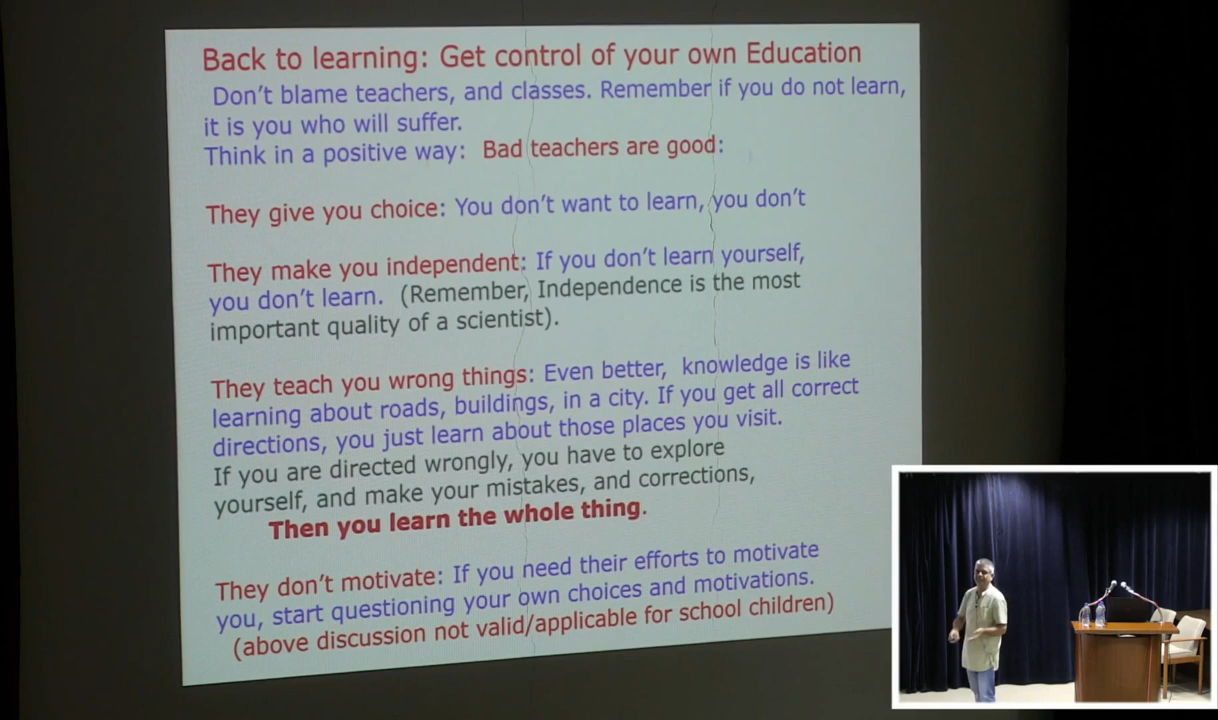 Back to learning: Get control of your own Education
Don't blame teachers, and classes. Remember if you do not learn,
it is you who will suffer.
Think in a positive way: Bad teachers are good:
They give you choice: You don't want to learn, you don't
They make you independent: If you don't learn yourself,
you don't learn. (Remember, Independence is the most
important quality of a scientist).
They teach you wrong things: Even better, knowledge is like
learning about roads, buildings, in a city. If you get all correct
directions, you just learn about those places you visit.
If you are directed wrongly, you have to explore
yourself, and make your mistakes, and corrections,
Then you learn the whole thing.
They don't motivate: If you need their efforts to motivate
you, start questioning your own choices and motivations.
(above discussion not valid/applicable for school children)